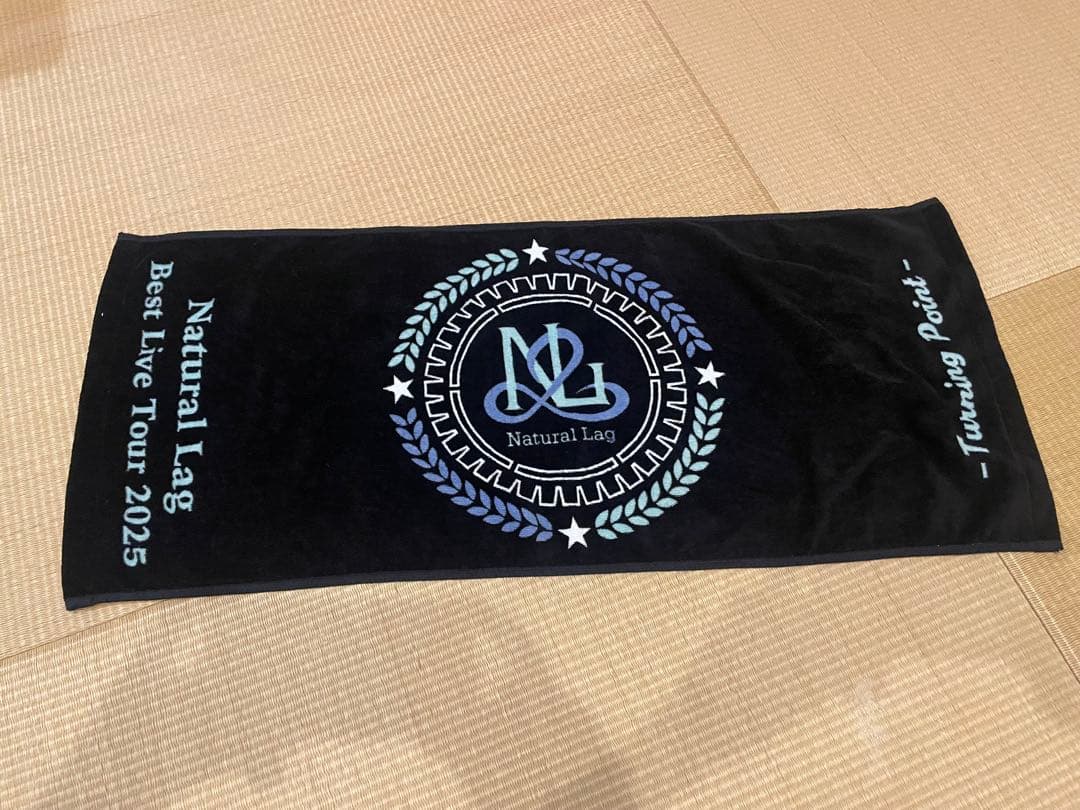 Natural Lag
Best Live Tour 2025
NL
Natural Lag
- Turning Point -